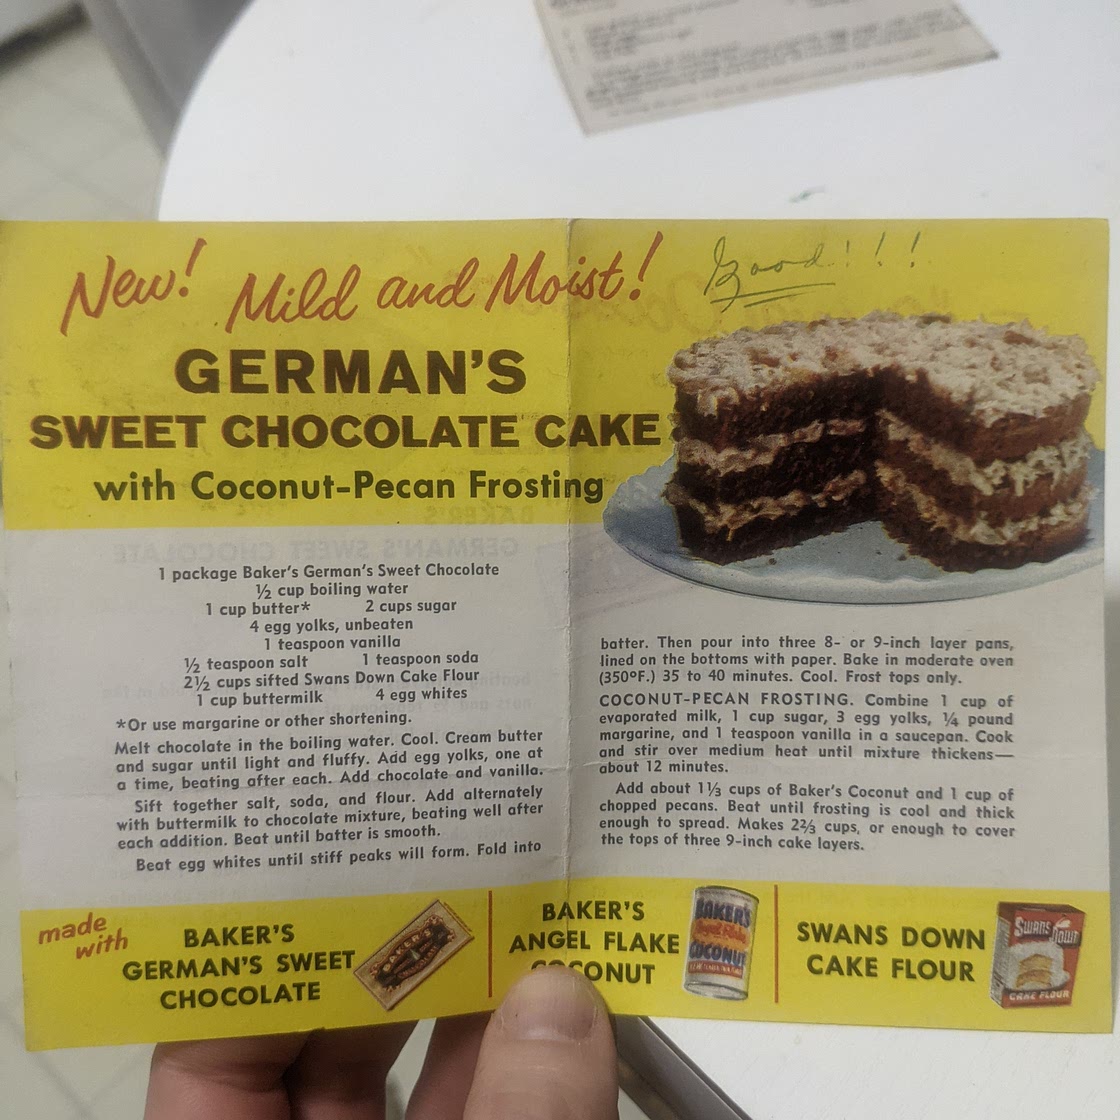 New! Mild and Moist!
Good!!!
GERMAN'S
SWEET CHOCOLATE CAKE
with Coconut-Pecan Frosting
1 package Baker's German's Sweet Chocolate
½ cup boiling water
1 cup butter* 2 cups sugar
4 egg yolks, unbeaten
1 teaspoon vanilla
½ teaspoon salt 1 teaspoon soda
2½ cups sifted Swans Down Cake Flour
1 cup buttermilk 4 egg whites
*Or use margarine or other shortening.
Melt chocolate in the boiling water. Cool. Cream butter
and sugar until light and fluffy. Add egg yolks, one at
a time, beating after each. Add chocolate and vanilla.
Sift together salt, soda, and flour. Add alternately
with buttermilk to chocolate mixture, beating well after
each addition. Beat until batter is smooth.
Beat egg whites until stiff peaks will form. Fold into
batter. Then pour into three 8- or 9-inch layer pans,
lined on the bottoms with paper. Bake in moderate oven
(350°F.) 35 to 40 minutes. Cool. Frost tops only.
COCONUT-PECAN FROSTING. Combine 1 cup of
evaporated milk, 1 cup sugar, 3 egg yolks, ¼ pound
margarine, and 1 teaspoon vanilla in a saucepan. Cook
and stir over medium heat until mixture thickens—
about 12 minutes.
Add about 1⅓ cups of Baker's Coconut and 1 cup of
chopped pecans. Beat until frosting is cool and thick
enough to spread. Makes 2⅔ cups, or enough to cover
the tops of three 9-inch cake layers.
made
with
BAKER'S
GERMAN'S SWEET
CHOCOLATE
BAKER'S
BAKER'S
ANGEL FLAKE
COCONUT
BAKER'S
Angel Flake
COCONUT
SWANS DOWN
CAKE FLOUR
SWANS DOWN
CAKE FLOUR